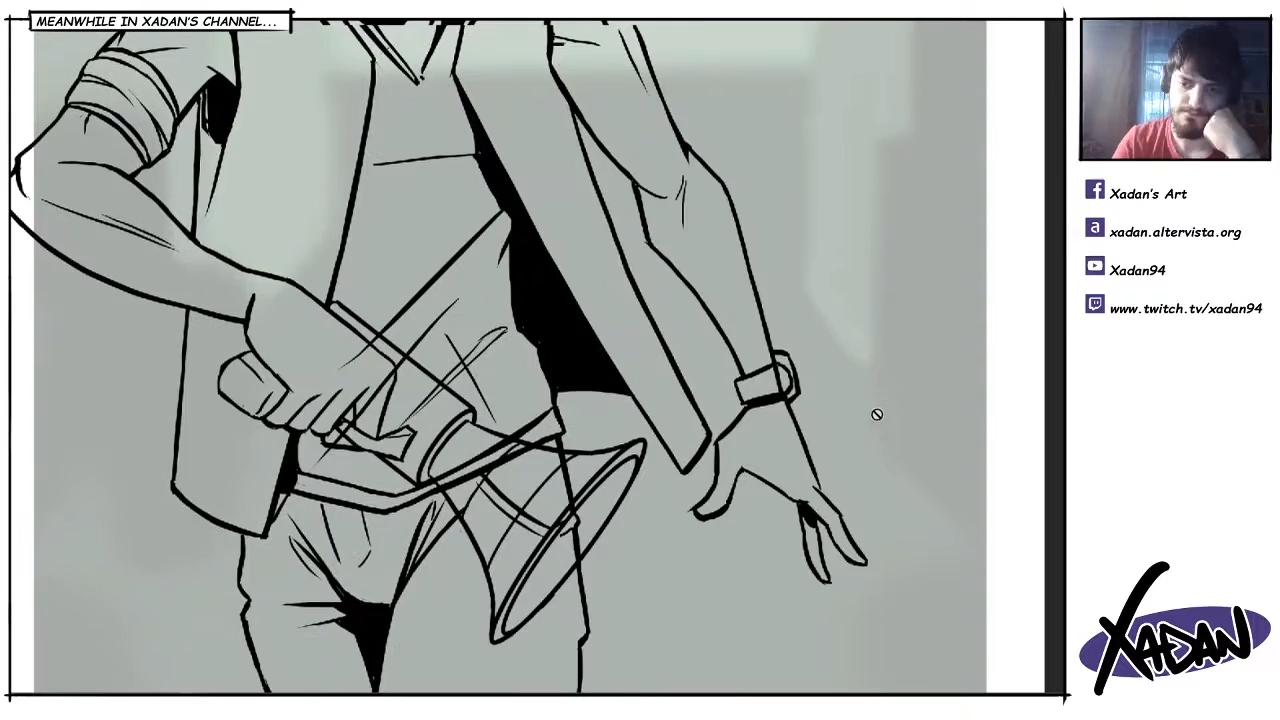 MEANWHILE IN XADAN'S CHANNEL...
Xadan's Art
xadan.altervista.org
Xadan94
www.twitch.tv/xadan94
XADAN